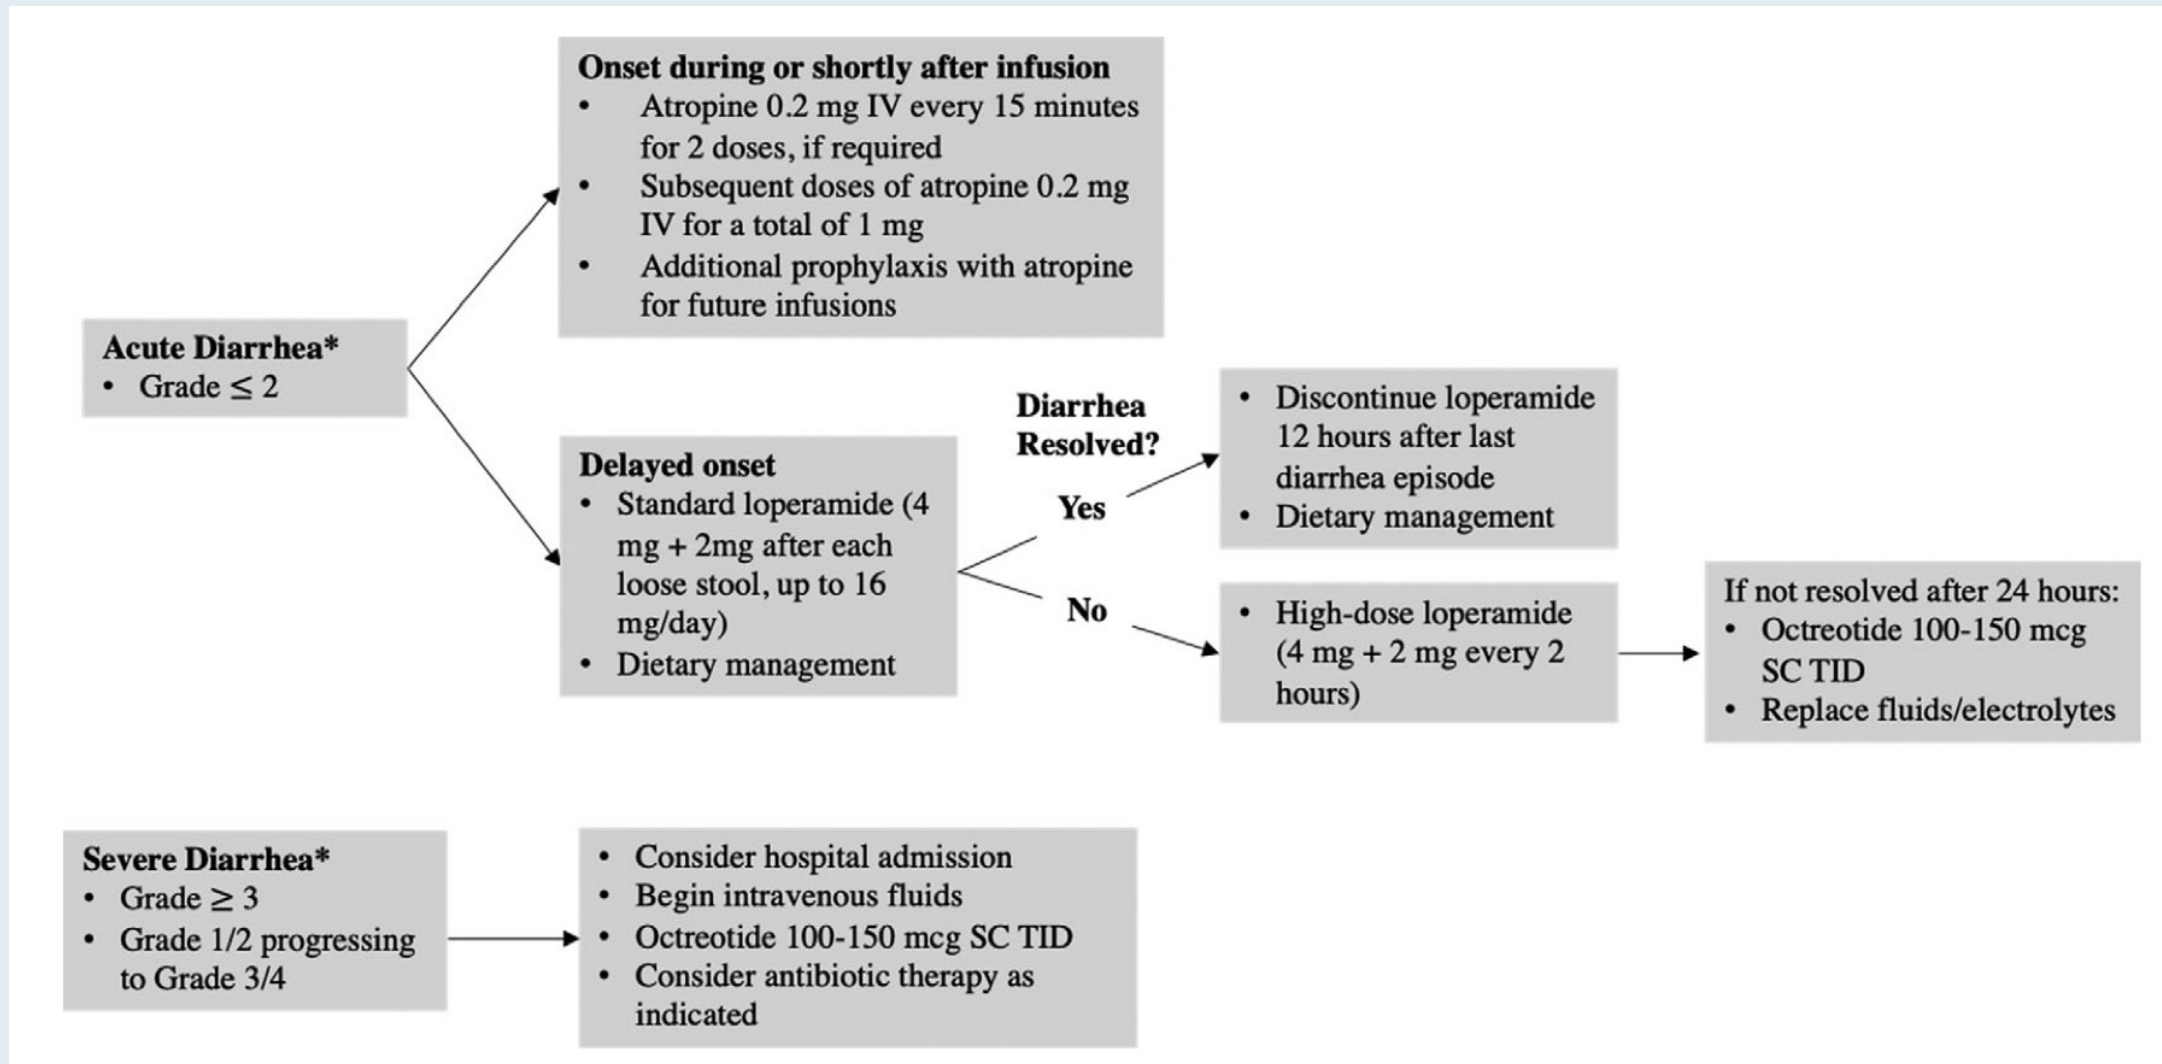 Onset during or shortly after infusion
• Atropine 0.2 mg IV every 15 minutes
for 2 doses, if required
• Subsequent doses of atropine 0.2 mg
IV for a total of 1 mg
• Additional prophylaxis with atropine
for future infusions
Acute Diarrhea*
• Grade ≤ 2
Delayed onset
• Standard loperamide (4
mg + 2mg after each
loose stool, up to 16
mg/day)
• Dietary management
Diarrhea
Resolved?
Yes
No
• Discontinue loperamide
12 hours after last
diarrhea episode
• Dietary management
• High-dose loperamide
(4 mg + 2 mg every 2
hours)
If not resolved after 24 hours:
• Octreotide 100-150 mcg
SC TID
• Replace fluids/electrolytes
Severe Diarrhea*
• Grade ≥ 3
• Grade 1/2 progressing
to Grade 3/4
• Consider hospital admission
• Begin intravenous fluids
• Octreotide 100-150 mcg SC TID
• Consider antibiotic therapy as
indicated